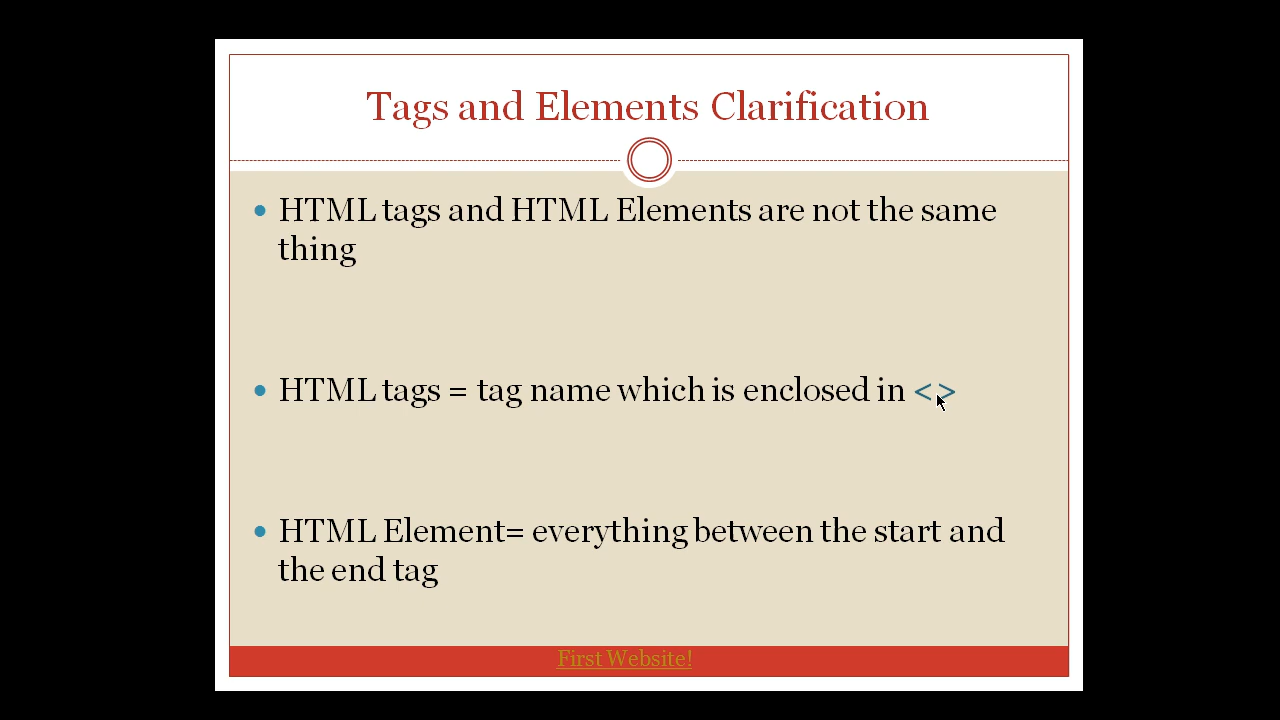 Tags and Elements Clarification
HTML tags and HTML Elements are not the same
thing
HTML tags = tag name which is enclosed in <>
HTML Element= everything between the start and
the end tag
First Website!